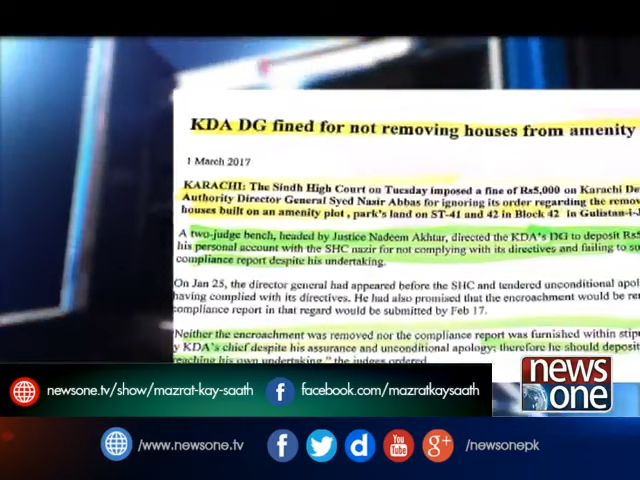 KDA DG fined for not removing houses from amenity
1 March 2017
KARACHI: The Sindh High Court on Tuesday imposed a fine of Rs5,000 on Karachi De
Authority Director General Syed Nasir Abbas for ignoring its order regarding the remov
houses built on an amenity plot , park's land on ST-41 and 42 in Block 42 in Gulistan-i-J
A two-judge bench, headed by Justice Nadeem Akhtar, directed the KDA's DG to deposit Rs5
his personal account with the SHC nazir for not complying with its directives and failing to su
compliance report despite his undertaking.
On Jan 25, the director general had appeared before the SHC and tendered unconditional apol
having complied with its directives. He had also promised that the encroachment would be re
compliance report in that regard would be submitted by Feb 17.
Neither the encroachment was removed nor the compliance report was furnished within stip
y KDA's chief despite his assurance and unconditional apology; therefore he should deposit
reaching his own undertaking," the judges ordered.
newsone.tv/show/mazrat-kay-saath
facebook.com/mazratkaysaath
news
one
/www.newsone.tv
f
d
You
Tube
g+
/newsonepk